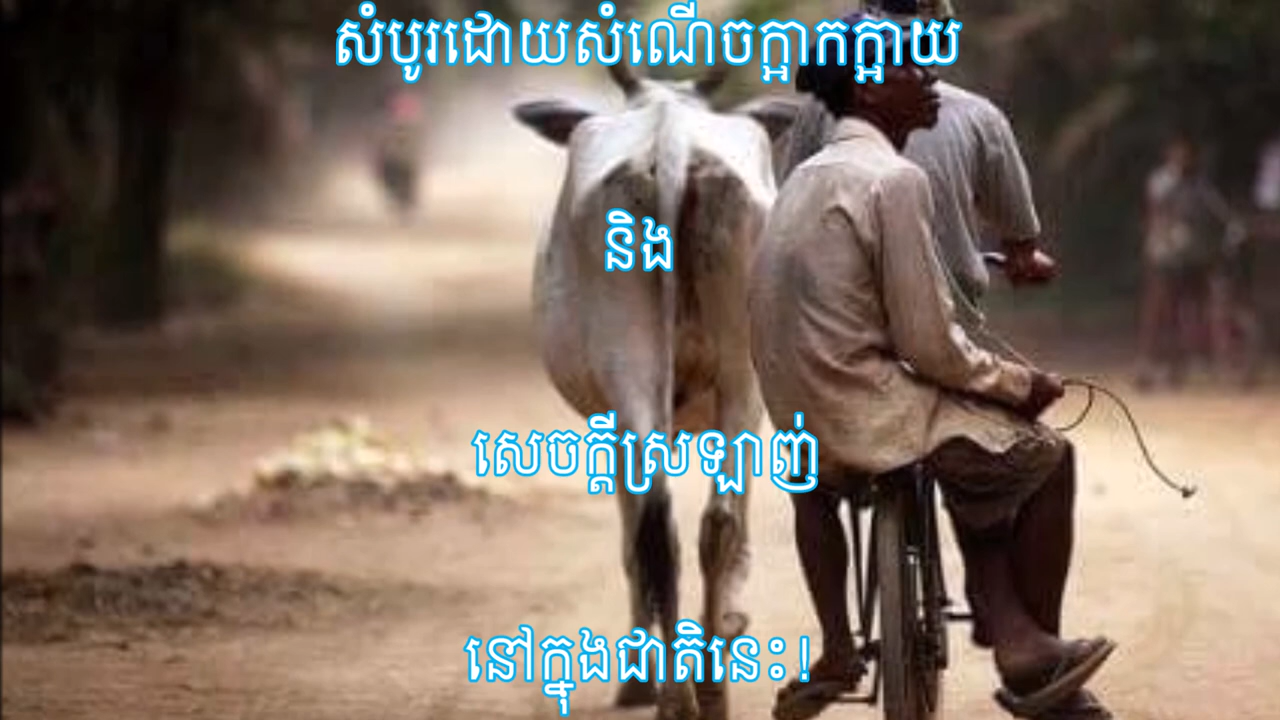 សំបូរដោយសំណើចក្អាកក្អាយ
និង
សេចក្តីស្រឡាញ់
នៅក្នុងជាតិនេះ!